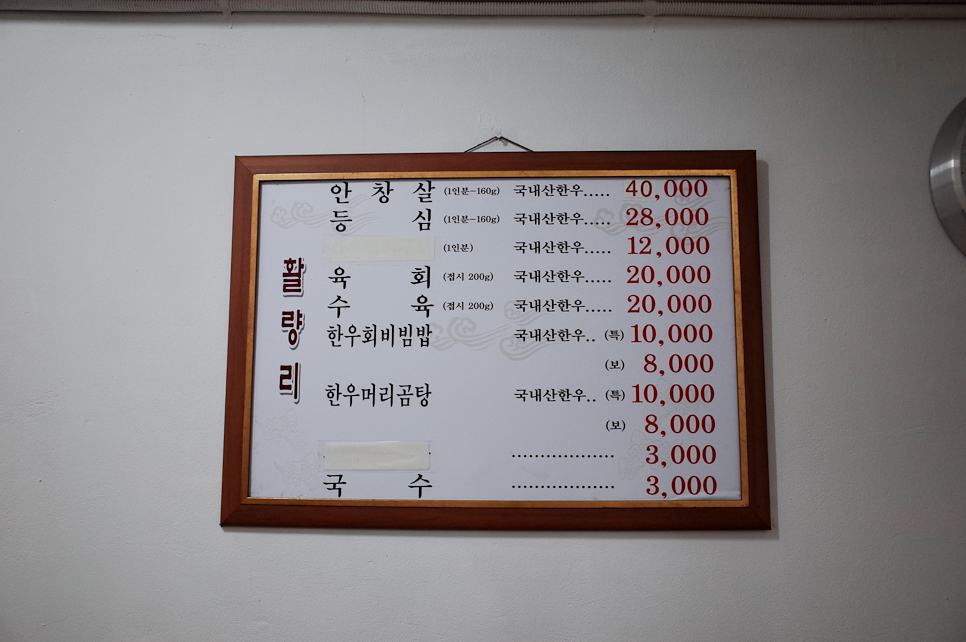 활량리
안창살 (1인분-160g) 국내산한우..... 40,000
등심 (1인분-160g) 국내산한우..... 28,000
(1인분) 국내산한우..... 12,000
육회 (접시 200g) 국내산한우..... 20,000
수육 (접시 200g) 국내산한우..... 20,000
한우회비빔밥 국내산한우.. (특) 10,000
(보) 8,000
한우머리곰탕 국내산한우.. (특) 10,000
(보) 8,000
.................. 3,000
국수 .................. 3,000